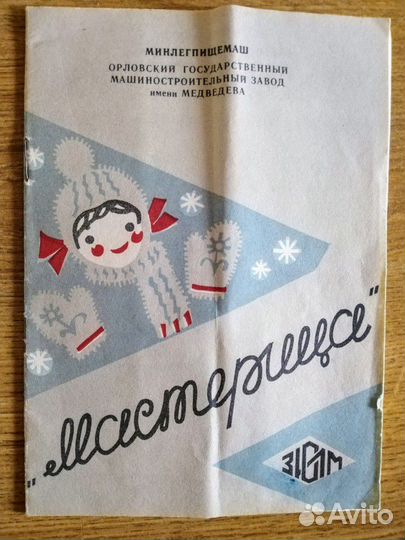 МИНЛЕГПИЩЕМАШ
ОРЛОВСКИЙ ГОСУДАРСТВЕННЫЙ
МАШИНОСТРОИТЕЛЬНЫЙ ЗАВОД
имени МЕДВЕДЕВА
„Мастерица"
Avito